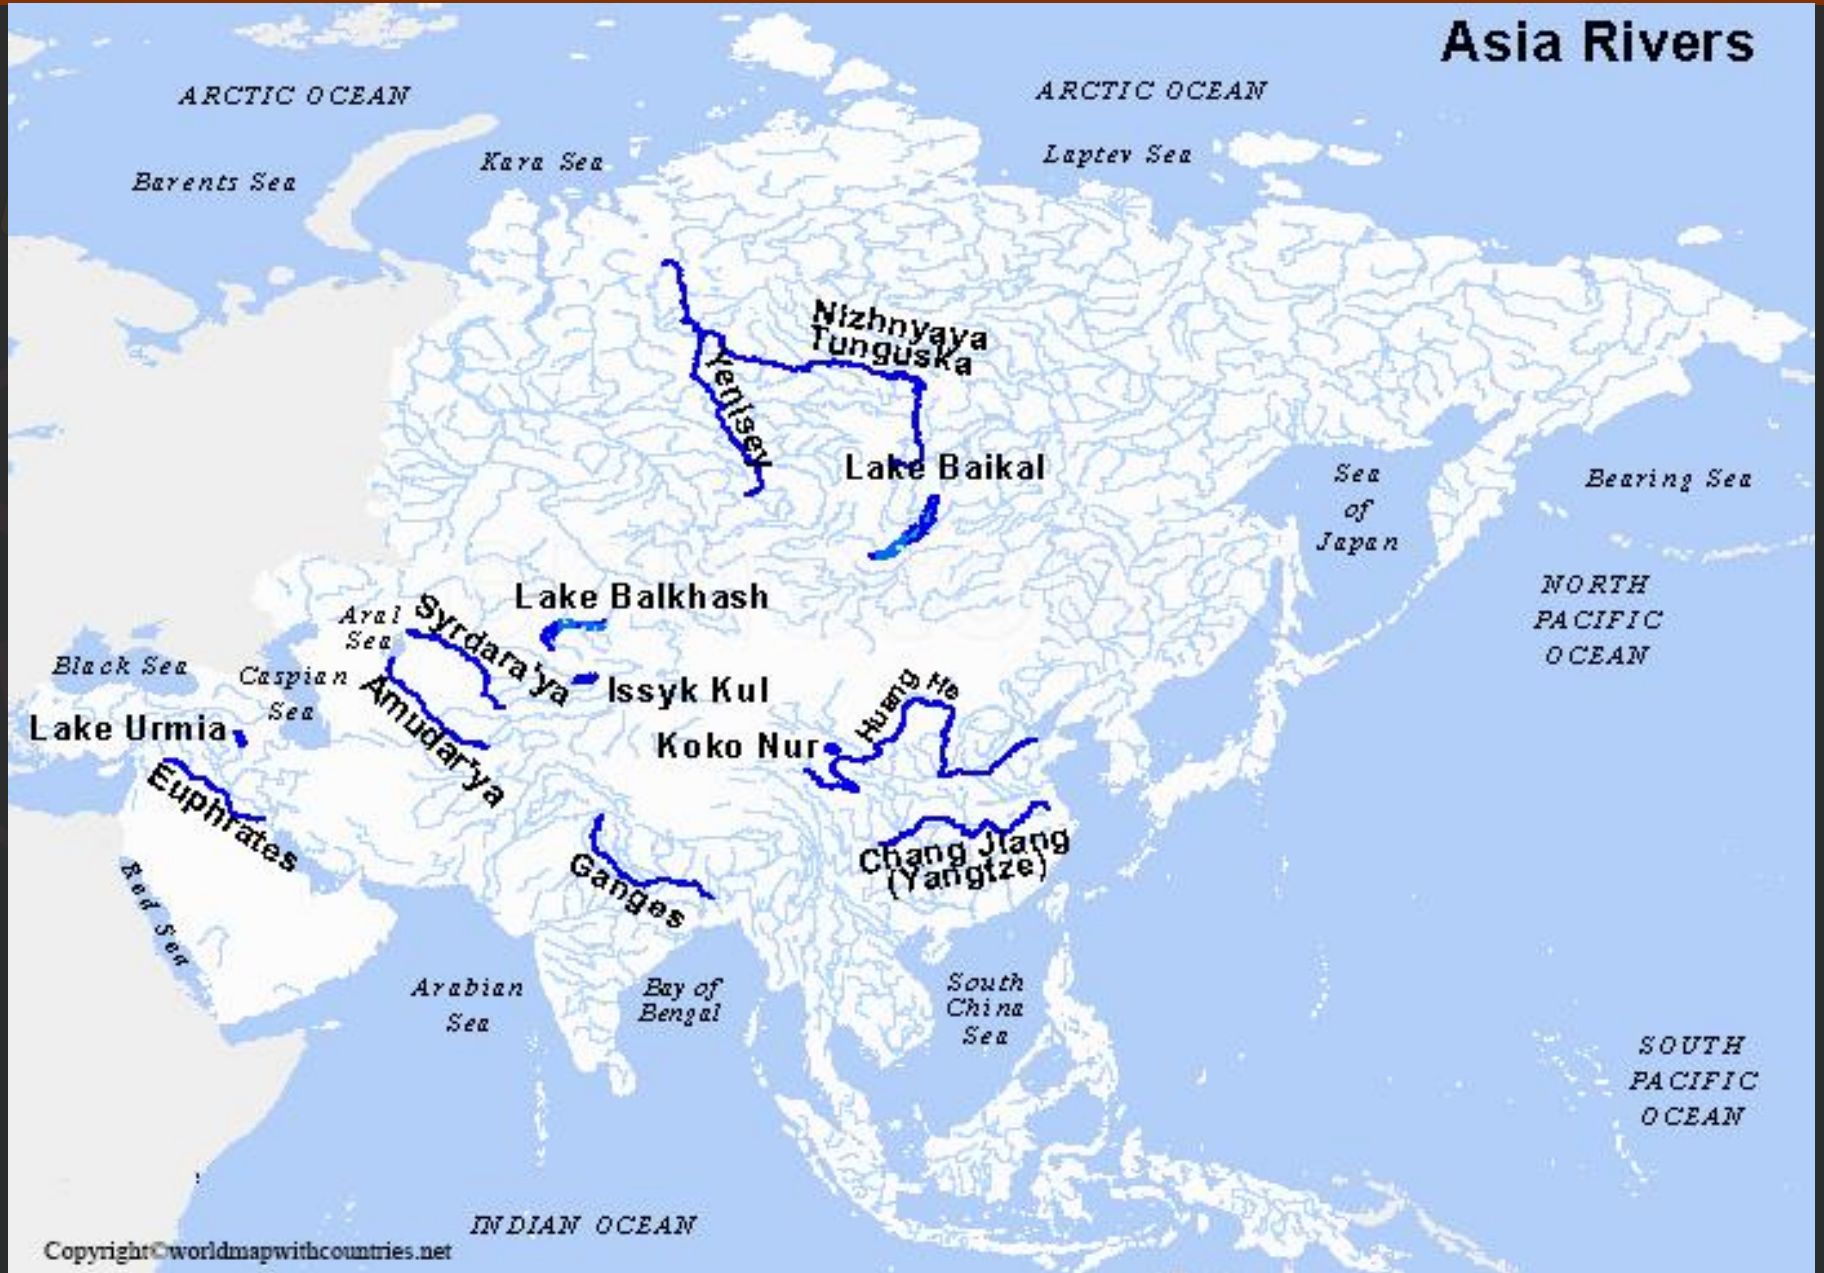 Asia Rivers
ARCTIC OCEAN
ARCTIC OCEAN
Barents Sea
Kara Sea
Laptev Sea
Nizhnyaya
Tunguska
Yenisey
Lake Baikal
Sea
of
Japan
Bearing Sea
NORTH
PACIFIC
OCEAN
Lake Balkhash
Aral
Sea
Syrdara'ya
Black Sea
Caspian
Sea
Amudar'ya
Issyk Kul
Huang He
Lake Urmia
Koko Nur
Euphrates
Ganges
Chang Jiang
(Yangtze)
Red Sea
Arabian
Sea
Bay of
Bengal
South
China
Sea
SOUTH
PACIFIC
OCEAN
INDIAN OCEAN
Copyright©worldmapwithcountries.net